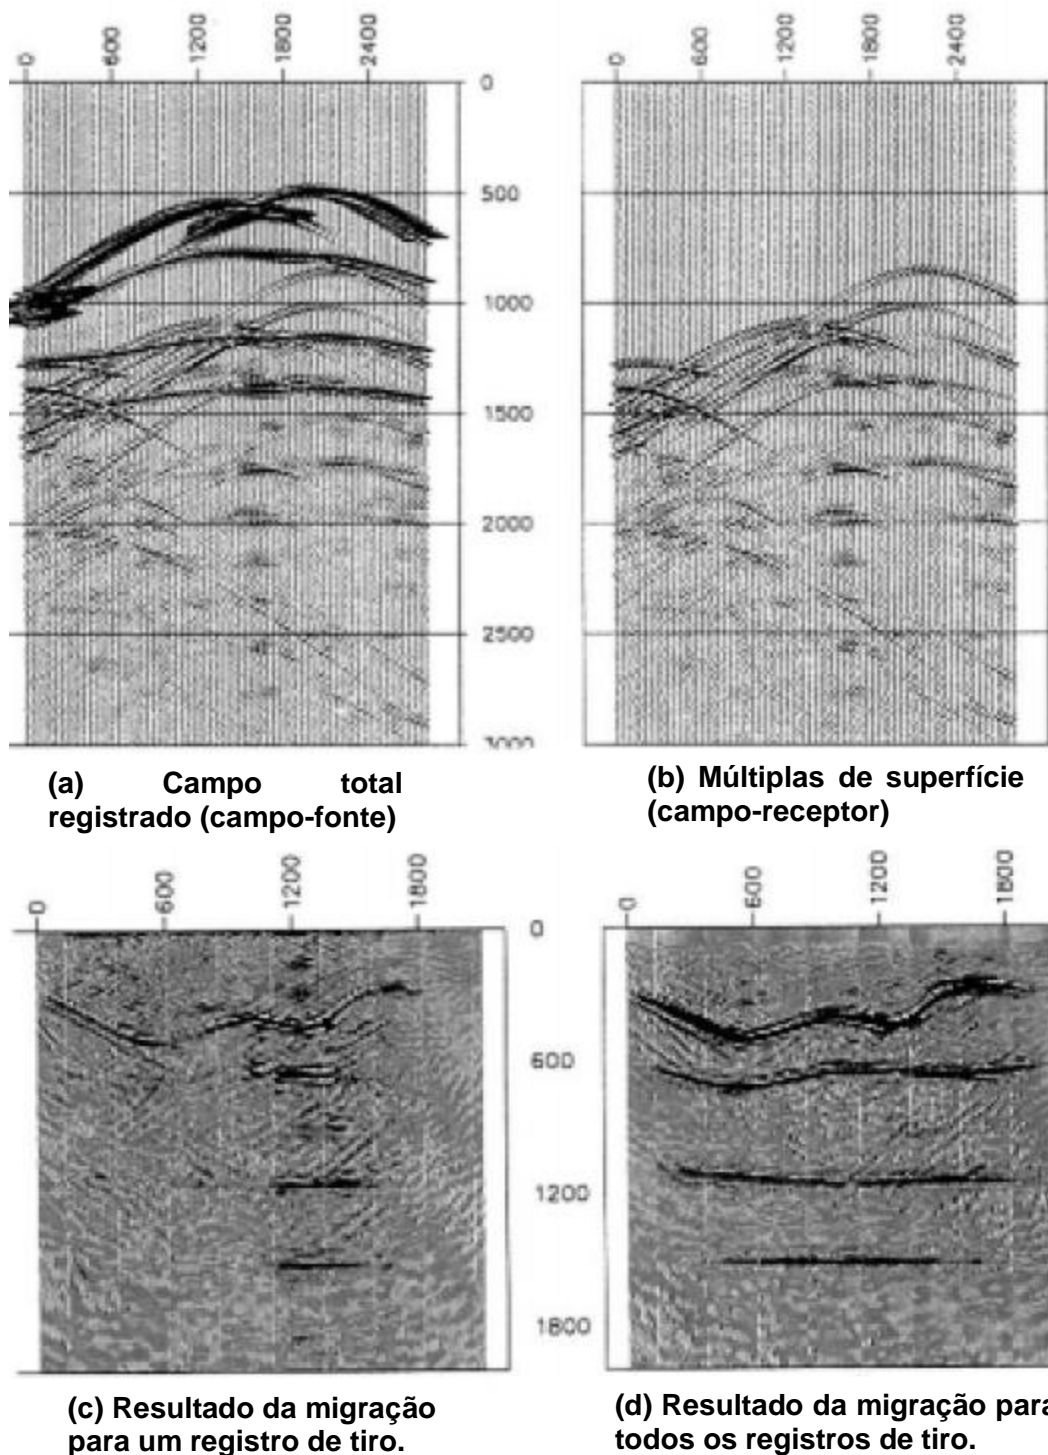 0 600 1200 1800 2400
0
500
1000
1500
2000
2500
0 600 1200 1800 2400
(a) Campo total
registrado (campo-fonte)
(b) Múltiplas de superfície
(campo-receptor)
0 600 1200 1800
0
600
1200
1800
0 600 1200 1800
(c) Resultado da migração
para um registro de tiro.
(d) Resultado da migração para
todos os registros de tiro.